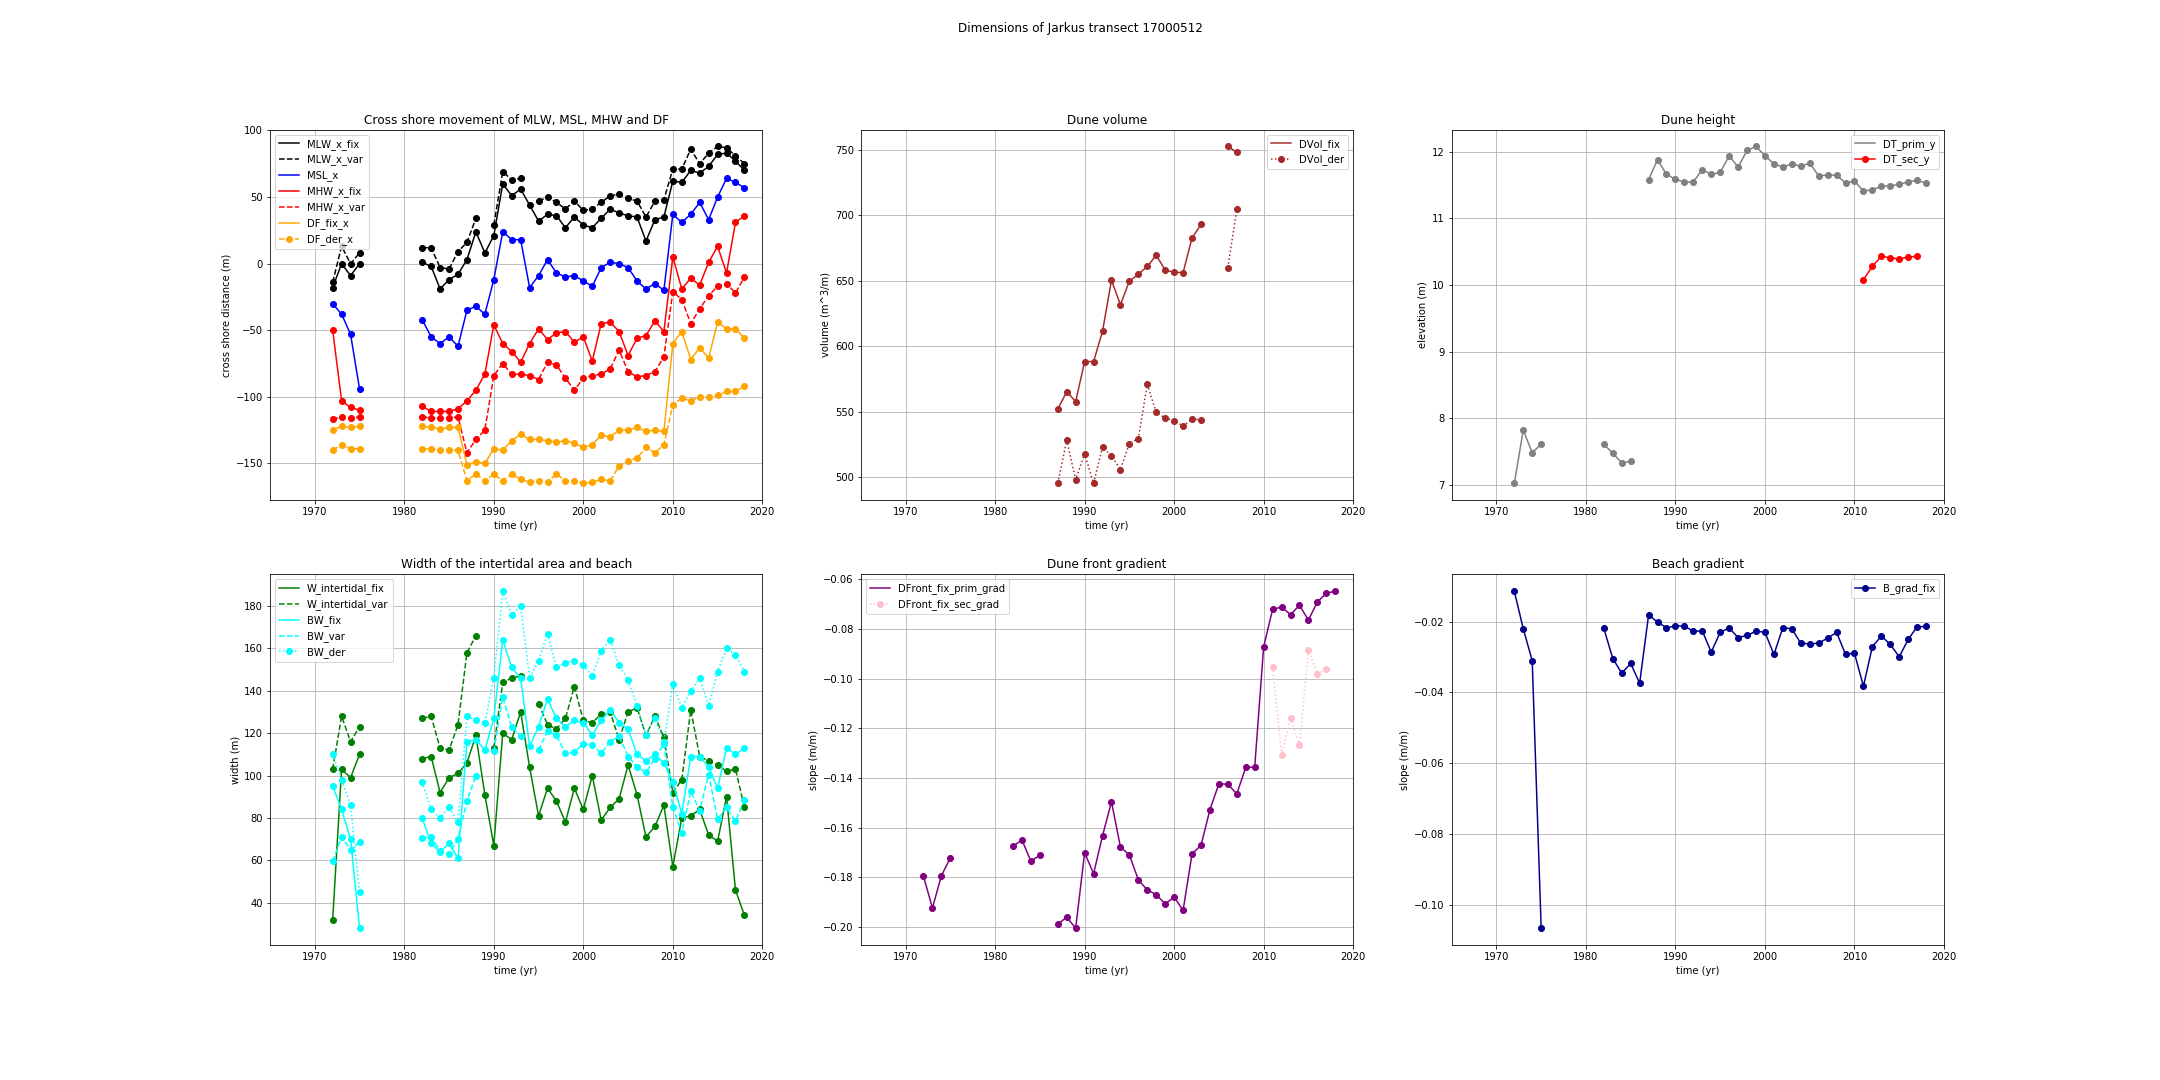 Dimensions of Jarkus transect 17000512
Cross shore movement of MLW, MSL, MHW and DF
100
50
0
−50
−100
−150
cross shore distance (m)
MLW_x_fix
MLW_x_var
MSL_x
MHW_x_fix
MHW_x_var
DF_fix_x
DF_der_x
1970 1980 1990 2000 2010 2020
time (yr)
Dune volume
750
700
650
600
550
500
volume (m^3/m)
DVol_fix
DVol_der
1970 1980 1990 2000 2010 2020
time (yr)
Dune height
12
11
10
9
8
7
elevation (m)
DT_prim_y
DT_sec_y
1970 1980 1990 2000 2010 2020
time (yr)
Width of the intertidal area and beach
180
160
140
120
100
80
60
40
width (m)
W_intertidal_fix
W_intertidal_var
BW_fix
BW_var
BW_der
1970 1980 1990 2000 2010 2020
time (yr)
Dune front gradient
−0.06
−0.08
−0.10
−0.12
−0.14
−0.16
−0.18
−0.20
slope (m/m)
DFront_fix_prim_grad
DFront_fix_sec_grad
1970 1980 1990 2000 2010 2020
time (yr)
Beach gradient
−0.02
−0.04
−0.06
−0.08
−0.10
slope (m/m)
B_grad_fix
1970 1980 1990 2000 2010 2020
time (yr)